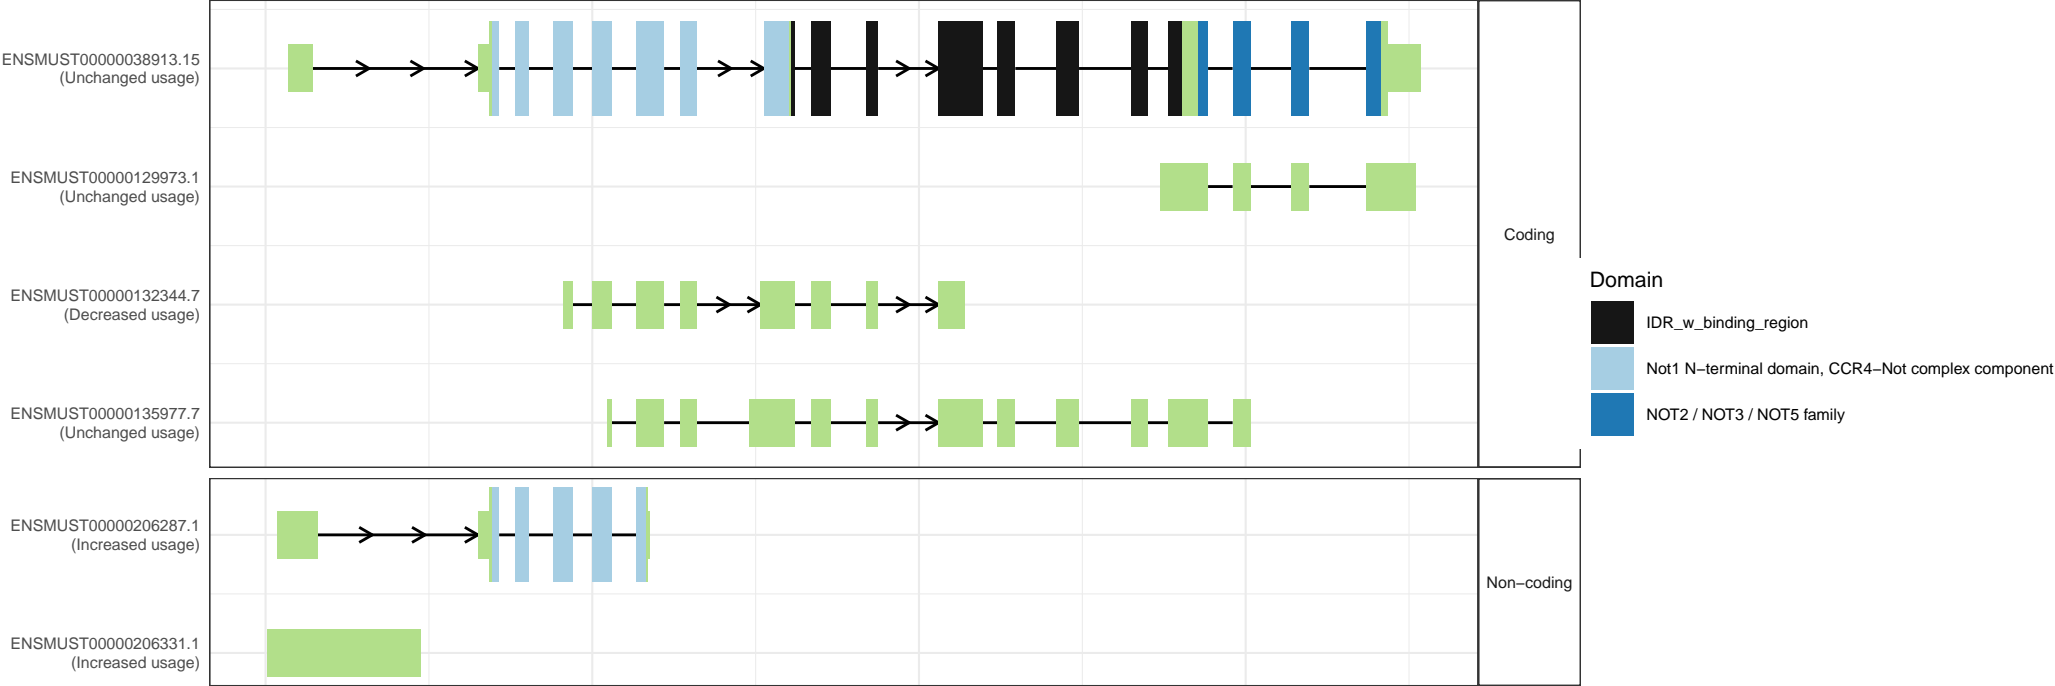 ENSMUST00000038913.15
(Unchanged usage)
ENSMUST00000129973.1
(Unchanged usage)
ENSMUST00000132344.7
(Decreased usage)
ENSMUST00000135977.7
(Unchanged usage)
Coding
ENSMUST00000206287.1
(Increased usage)
ENSMUST00000206331.1
(Increased usage)
Non−coding
Domain
IDR_w_binding_region
Not1 N−terminal domain, CCR4−Not complex component
NOT2 / NOT3 / NOT5 family